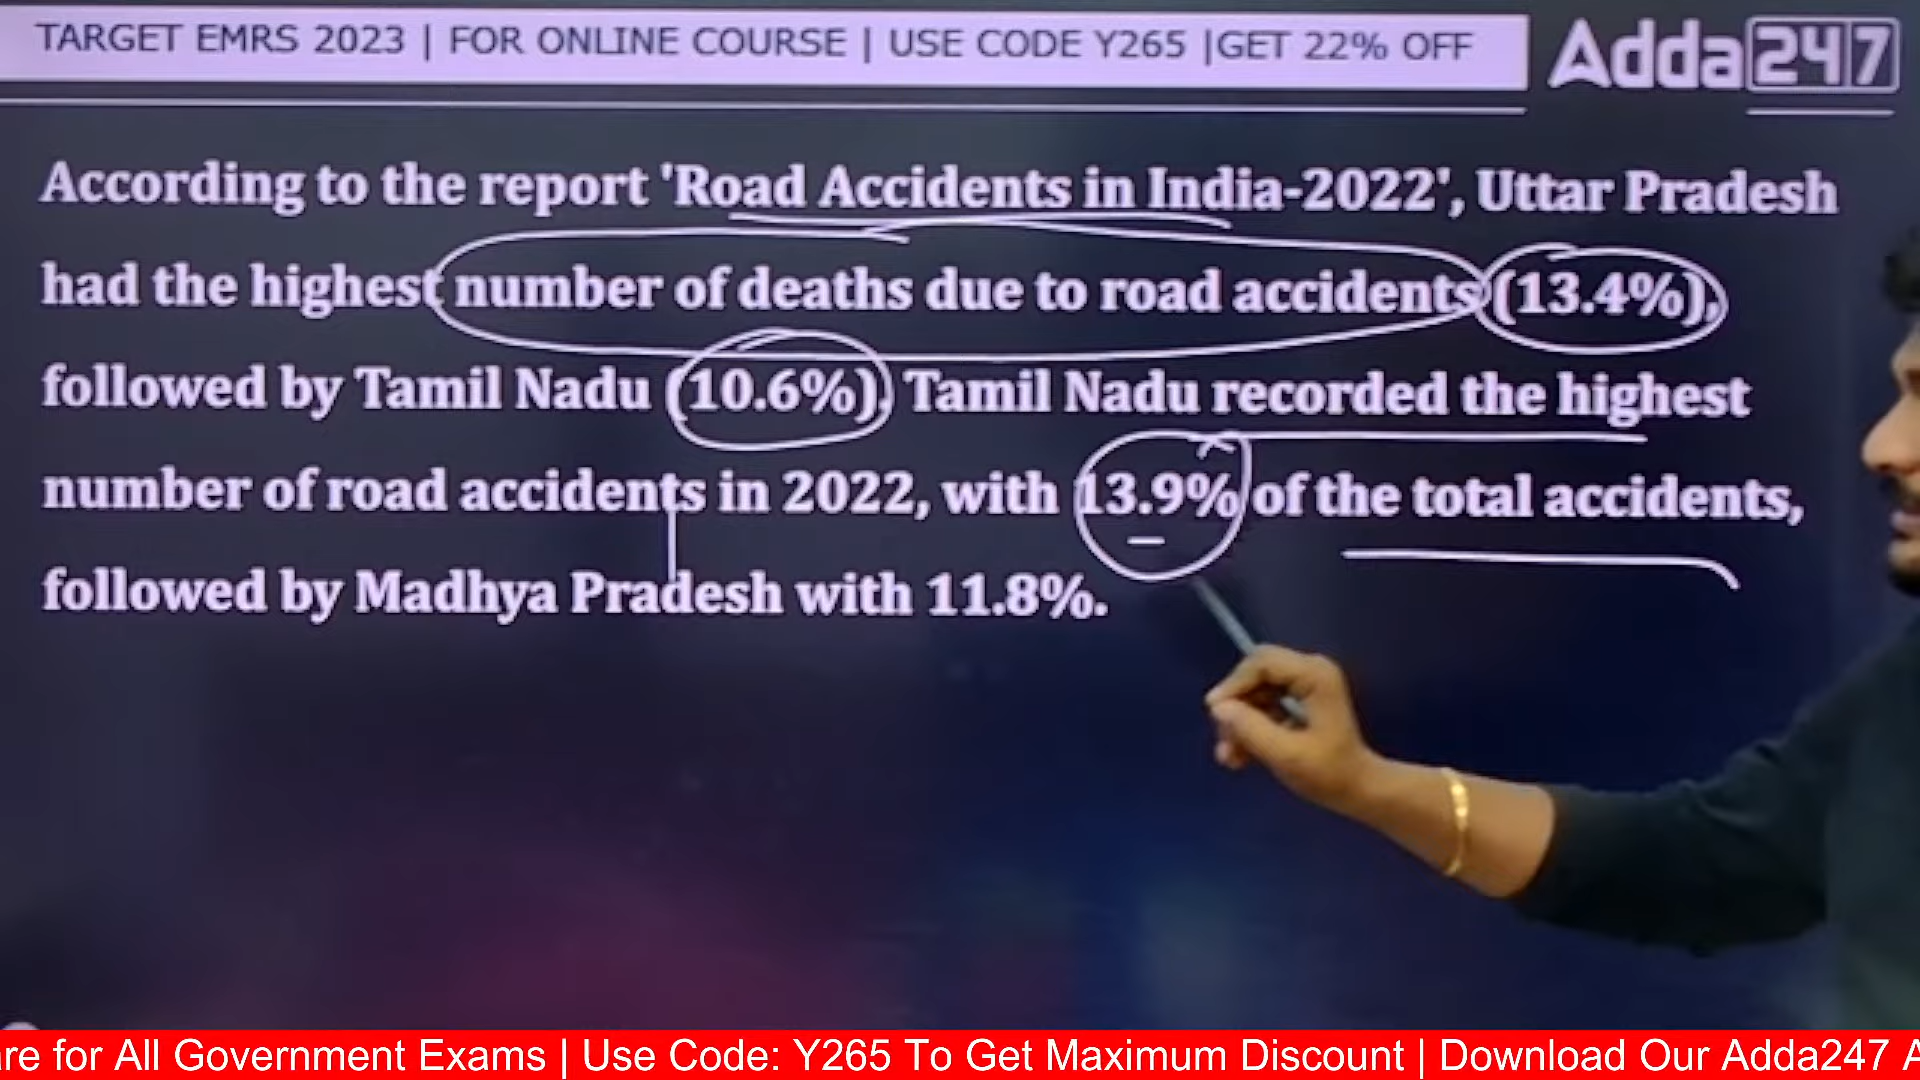 TARGET EMRS 2023 | FOR ONLINE COURSE | USE CODE Y265 |GET 22% OFF
Adda247
According to the report 'Road Accidents in India-2022', Uttar Pradesh
had the highest number of deaths due to road accidents (13.4%),
followed by Tamil Nadu (10.6%). Tamil Nadu recorded the highest
number of road accidents in 2022, with 13.9% of the total accidents,
followed by Madhya Pradesh with 11.8%.
for All Government Exams | Use Code: Y265 To Get Maximum Discount | Download Our Adda247